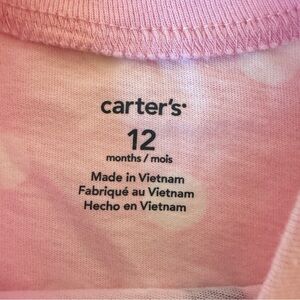 carter's
12
months / mois
Made in Vietnam
Fabriqué au Vietnam
Hecho en Vietnam